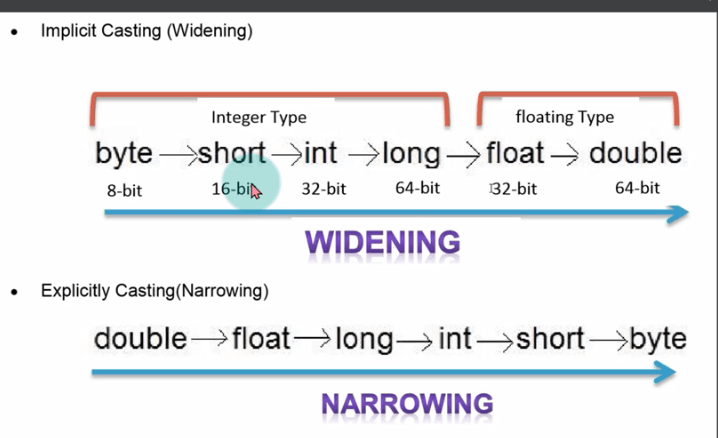 • Implicit Casting (Widening)
Integer Type floating Type
byte → short → int → long → float → double
8-bit 16-bit 32-bit 64-bit 32-bit 64-bit
WIDENING
• Explicitly Casting(Narrowing)
double → float → long → int → short → byte
NARROWING